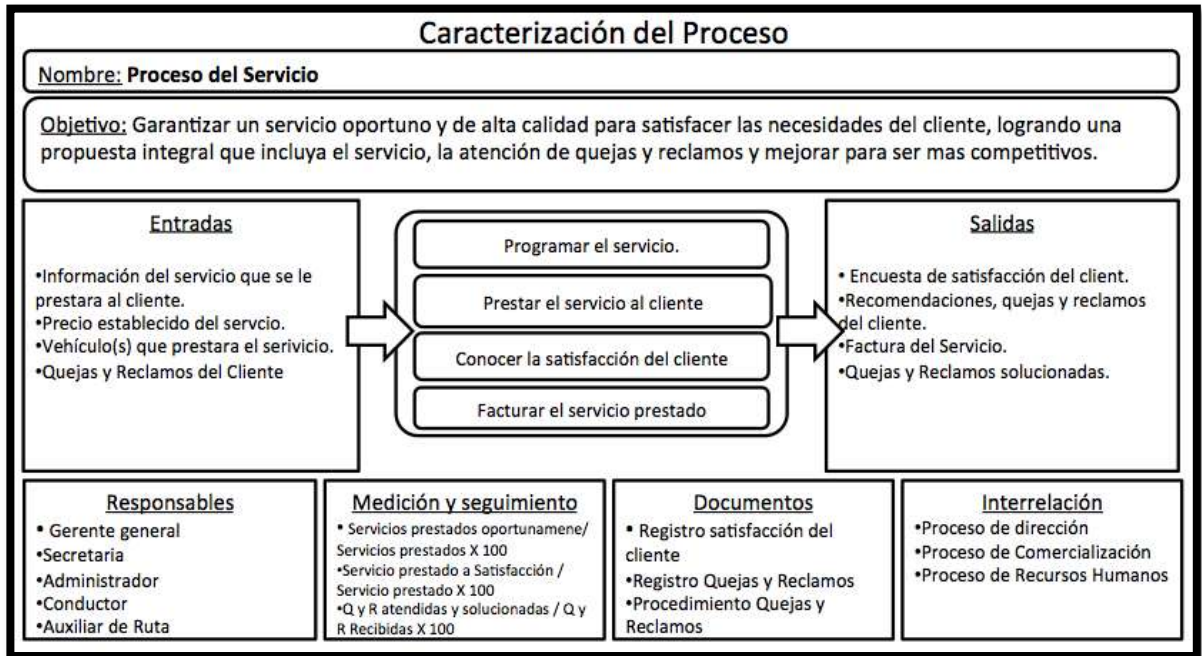 Caracterización del Proceso
Nombre: Proceso del Servicio
Objetivo: Garantizar un servicio oportuno y de alta calidad para satisfacer las necesidades del cliente, logrando una
propuesta integral que incluya el servicio, la atención de quejas y reclamos y mejorar para ser mas competitivos.
Entradas
•Información del servicio que se le
prestara al cliente.
•Precio establecido del servcio.
•Vehículo(s) que prestara el serivicio.
•Quejas y Reclamos del Cliente
Programar el servicio.
Prestar el servicio al cliente
Conocer la satisfacción del cliente
Facturar el servicio prestado
Salidas
• Encuesta de satisfacción del client.
•Recomendaciones, quejas y reclamos
del cliente.
•Factura del Servicio.
•Quejas y Reclamos solucionadas.
Responsables
• Gerente general
•Secretaria
•Administrador
•Conductor
•Auxiliar de Ruta
Medición y seguimiento
• Servicios prestados oportunamene/
Servicios prestados X 100
•Servicio prestado a Satisfacción /
Servicio prestado X 100
•Q y R atendidas y solucionadas / Q y
R Recibidas X 100
Documentos
• Registro satisfacción del
cliente
•Registro Quejas y Reclamos
•Procedimiento Quejas y
Reclamos
Interrelación
•Proceso de dirección
•Proceso de Comercialización
•Proceso de Recursos Humanos